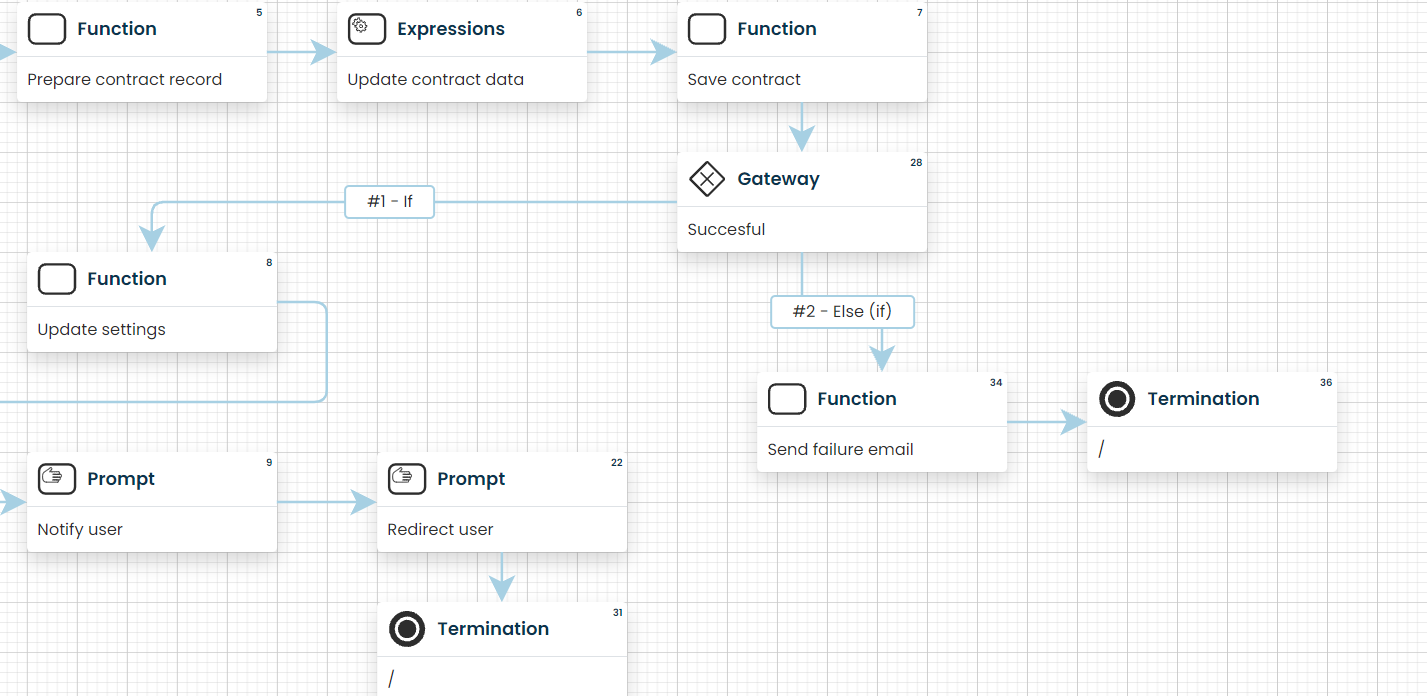 5
Function
Prepare contract record
6
Expressions
Update contract data
7
Function
Save contract
28
Gateway
Succesful
#1 - If
8
Function
Update settings
#2 - Else (if)
34
Function
Send failure email
36
Termination
/
9
Prompt
Notify user
22
Prompt
Redirect user
31
Termination
/